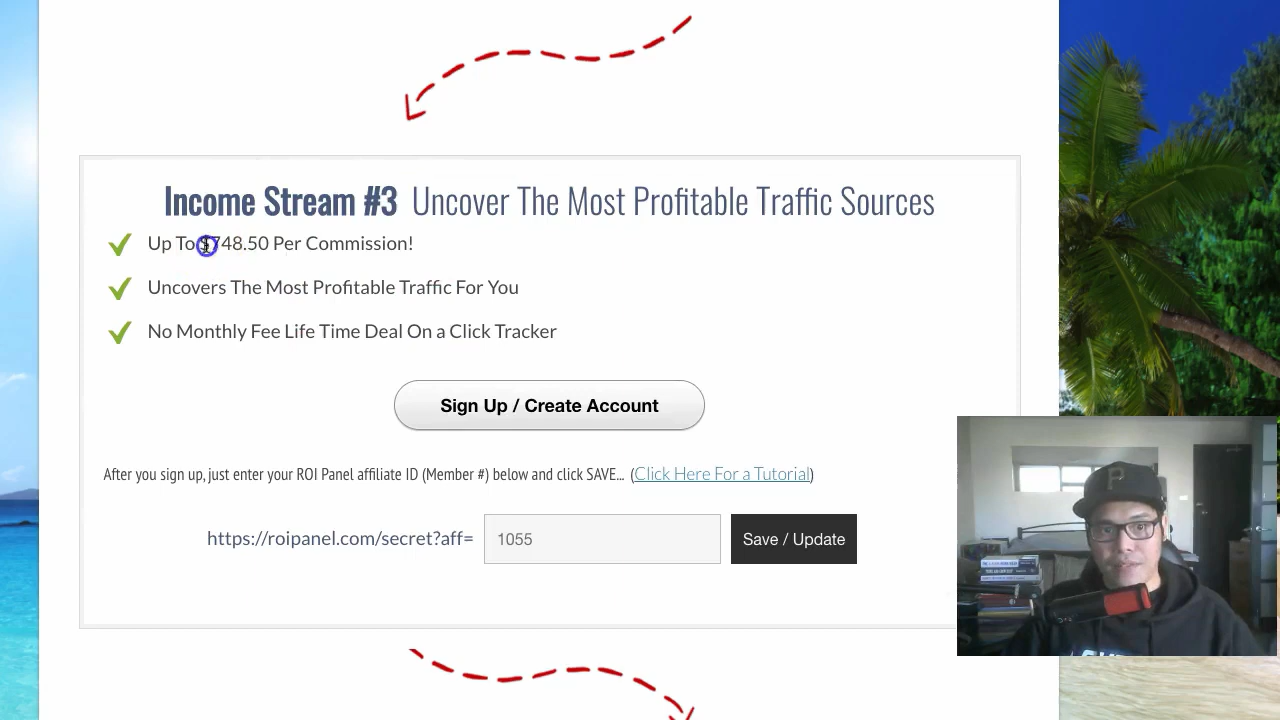 Income Stream #3 Uncover The Most Profitable Traffic Sources
Up To $748.50 Per Commission!
Uncovers The Most Profitable Traffic For You
No Monthly Fee Life Time Deal On a Click Tracker
Sign Up / Create Account
After you sign up, just enter your ROI Panel affiliate ID (Member #) below and click SAVE... (Click Here For a Tutorial)
https://roipanel.com/secret?aff= 1055 Save / Update
P